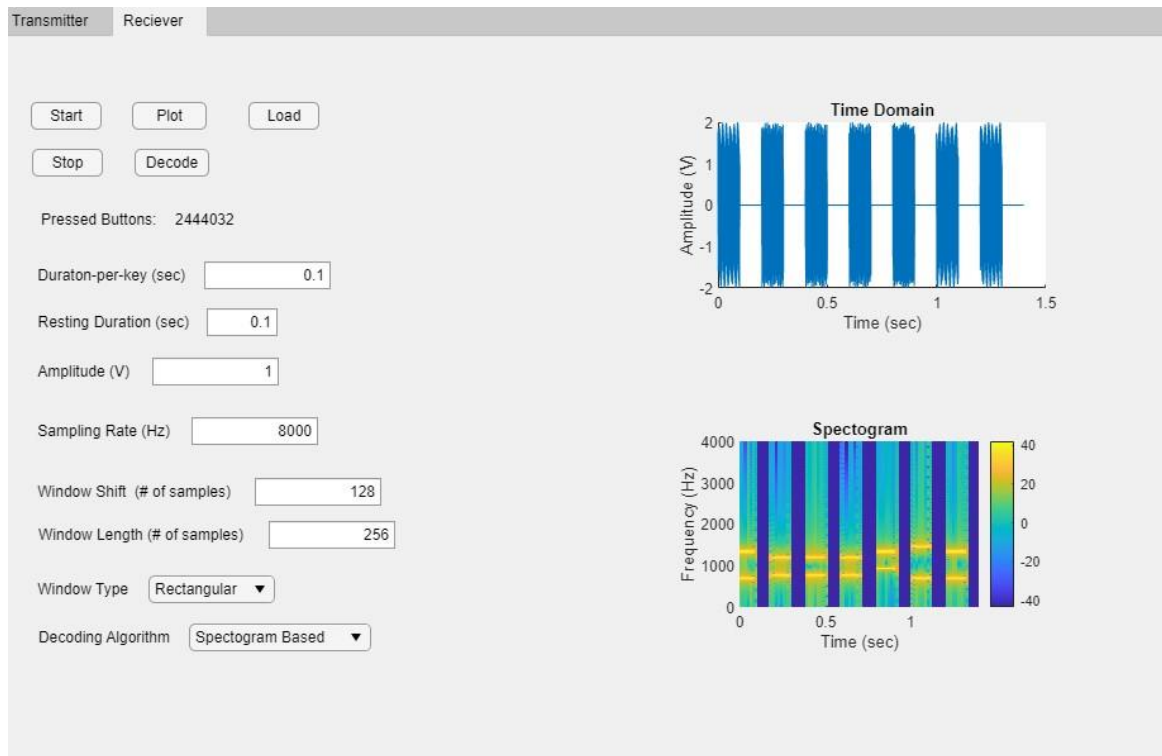 Transmitter Reciever
Start Plot Load
Stop Decode
Pressed Buttons: 2444032
Duraton-per-key (sec) 0.1
Resting Duration (sec) 0.1
Amplitude (V) 1
Sampling Rate (Hz) 8000
Window Shift (# of samples) 128
Window Length (# of samples) 256
Window Type Rectangular
Decoding Algorithm Spectogram Based
Time Domain
Amplitude (V)
2
1
0
-1
-2
0 0.5 1 1.5
Time (sec)
Spectogram
Frequency (Hz)
4000
3000
2000
1000
0
0 0.5 1
Time (sec)
40
20
0
-20
-40